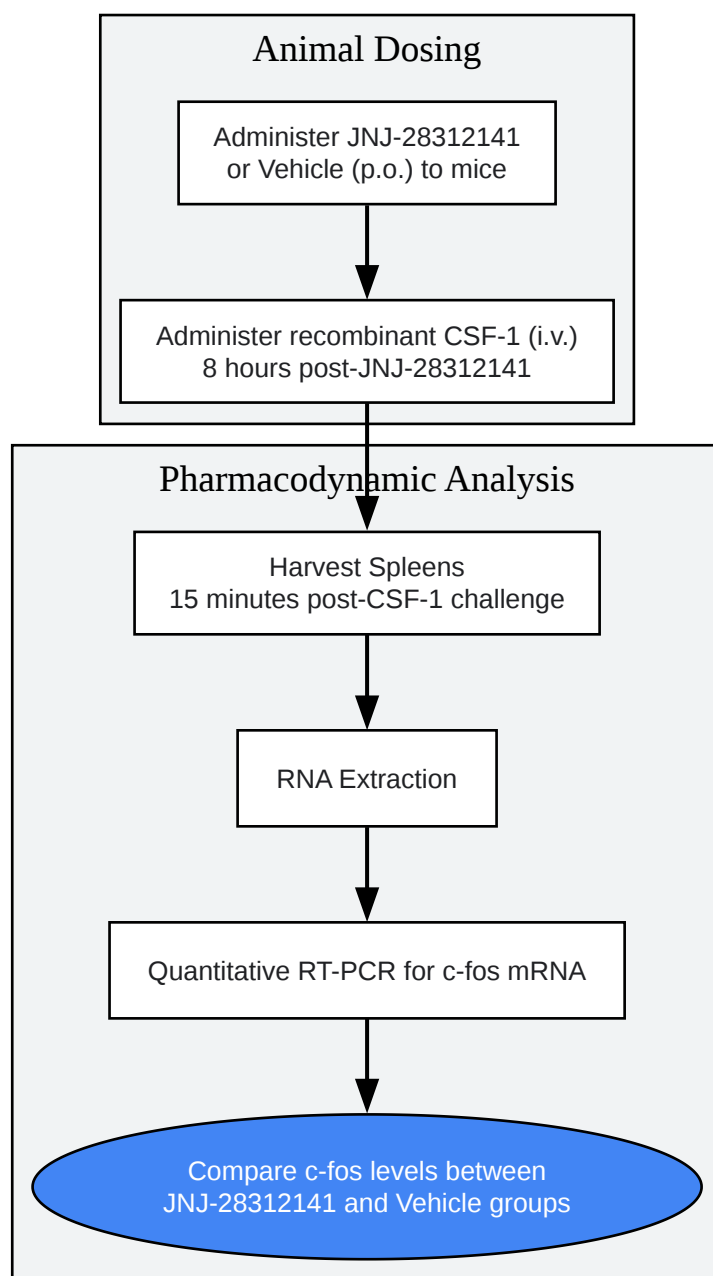 Animal Dosing
Administer JNJ-28312141
or Vehicle (p.o.) to mice
Administer recombinant CSF-1 (i.v.)
8 hours post-JNJ-28312141
Pharmacodynamic Analysis
Harvest Spleens
15 minutes post-CSF-1 challenge
RNA Extraction
Quantitative RT-PCR for c-fos mRNA
Compare c-fos levels between
JNJ-28312141 and Vehicle groups